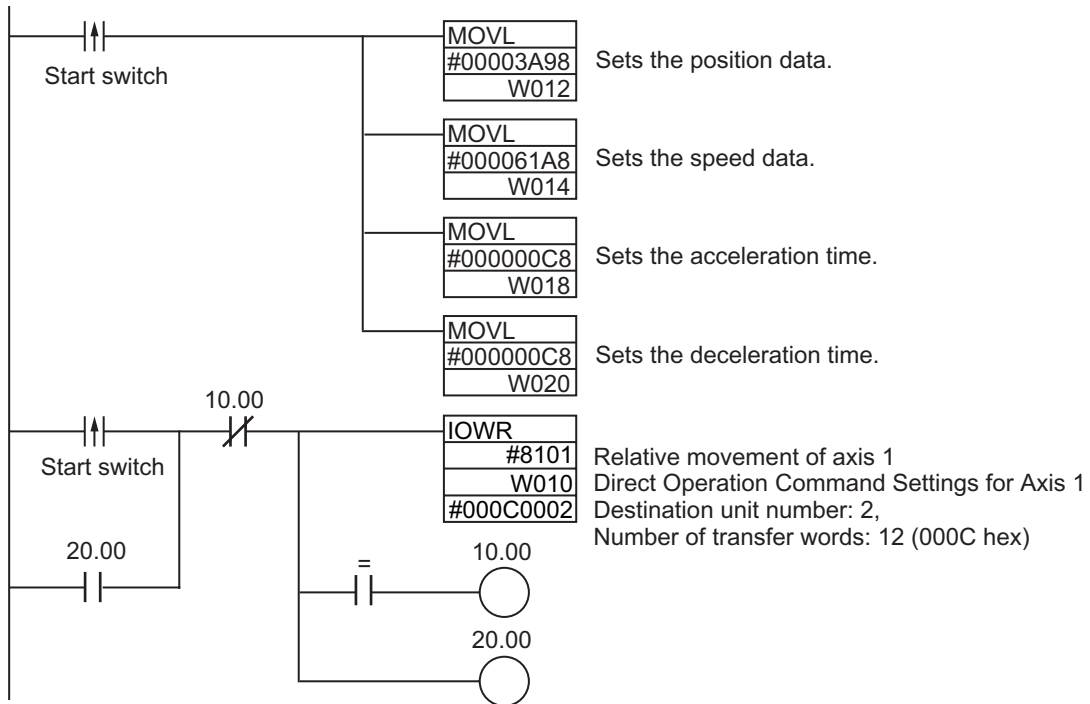 MOVL
#00003A98
W012
Start switch
Sets the position data.
MOVL
#000061A8
W014
Sets the speed data.
MOVL
#000000C8
W018
Sets the acceleration time.
MOVL
#000000C8
W020
Sets the deceleration time.
10.00
Start switch
IOWR
#8101
W010
#000C0002
Relative movement of axis 1
Direct Operation Command Settings for Axis 1
Destination unit number: 2,
Number of transfer words: 12 (000C hex)
20.00
=
10.00
20.00